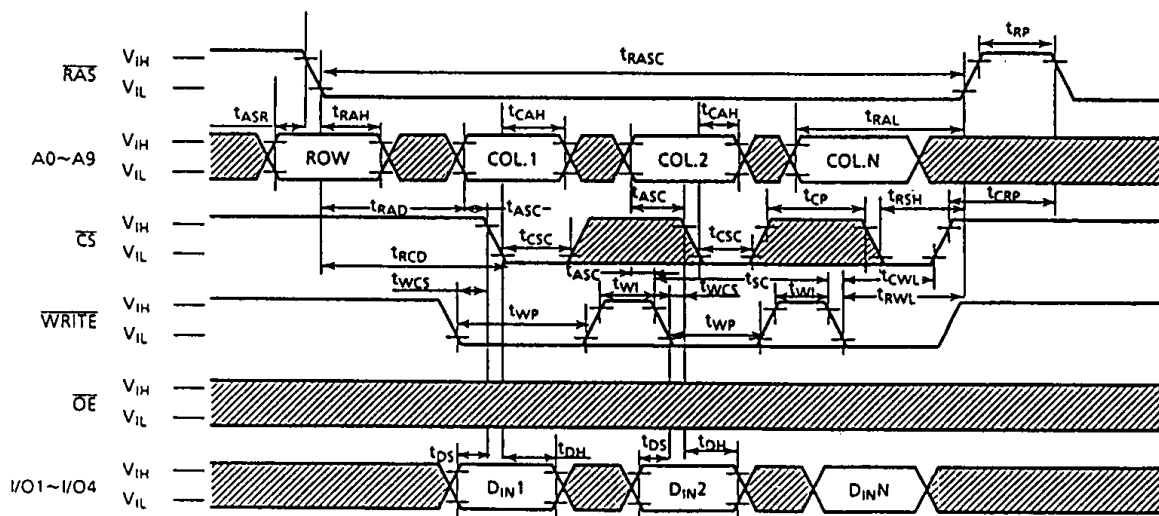 tRP
RAS VIH tRASC
VIL
tASR tRAH tCAH tCAH tRAL
A0~A9 VIH ROW COL.1 COL.2 COL.N
VIL
tRAD tASC tASC tCP tRSH tCRP
CS VIH tCSC tCSC
VIL
tRCD tASC tSC tCWL
tWCS tWI tWCS tWI tRWL
WRITE VIH tWP tWP
VIL
OE VIH
VIL
tDS tDH tDS tDH
I/O1~I/O4 VIH DIN1 DIN2 DINN
VIL